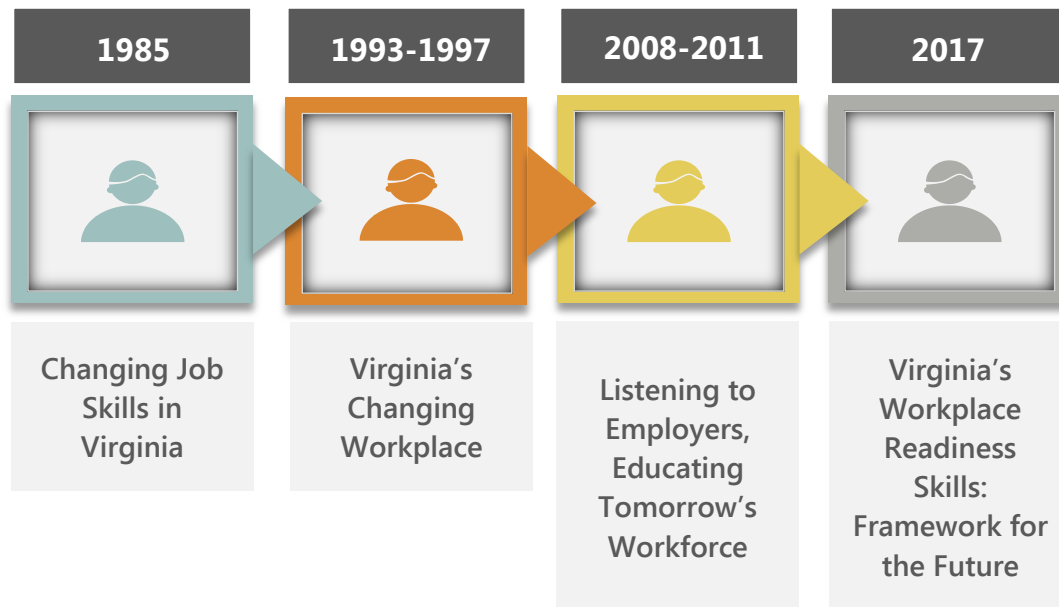 1985
1993-1997
2008-2011
2017
Changing Job
Skills in
Virginia
Virginia’s
Changing
Workplace
Listening to
Employers,
Educating
Tomorrow’s
Workforce
Virginia’s
Workplace
Readiness
Skills:
Framework for
the Future